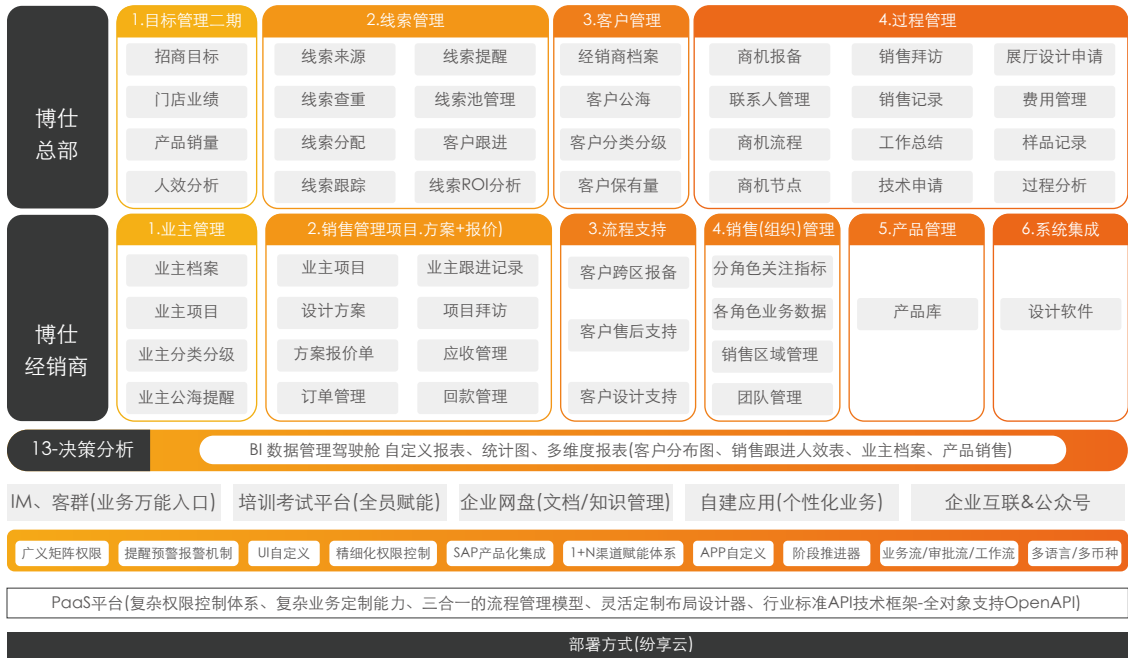 博仕
总部
1.目标管理二期
招商目标
门店业绩
产品销量
人效分析
2.线索管理
线索来源 线索提醒
线索查重 线索池管理
线索分配 客户跟进
线索跟踪 线索ROI分析
3.客户管理
经销商档案
客户公海
客户分类分级
客户保有量
4.过程管理
商机报备 销售拜访 展厅设计申请
联系人管理 销售记录 费用管理
商机流程 工作总结 样品记录
商机节点 技术申请 过程分析
博仕
经销商
1.业主管理
业主档案
业主项目
业主分类分级
业主公海提醒
2.销售管理项目.方案+报价)
业主项目 业主跟进记录
设计方案 项目拜访
方案报价单 应收管理
订单管理 回款管理
3.流程支持
客户跨区报备
客户售后支持
客户设计支持
4.销售(组织)管理
分角色关注指标
各角色业务数据
销售区域管理
团队管理
5.产品管理
产品库
6.系统集成
设计软件
13-决策分析
BI 数据管理驾驶舱 自定义报表、统计图、多维度报表(客户分布图、销售跟进人效表、业主档案、产品销售)
IM、客群(业务万能入口) 培训考试平台(全员赋能) 企业网盘(文档/知识管理) 自建应用(个性化业务) 企业互联&公众号
广义矩阵权限 提醒预警报警机制 UI自定义 精细化权限控制 SAP产品化集成 1+N渠道赋能体系 APP自定义 阶段推进器 业务流/审批流/工作流 多语言/多币种
PaaS平台(复杂权限控制体系、复杂业务定制能力、三合一的流程管理模型、灵活定制布局设计器、行业标准API技术框架-全对象支持OpenAPI)
部署方式(纷享云)